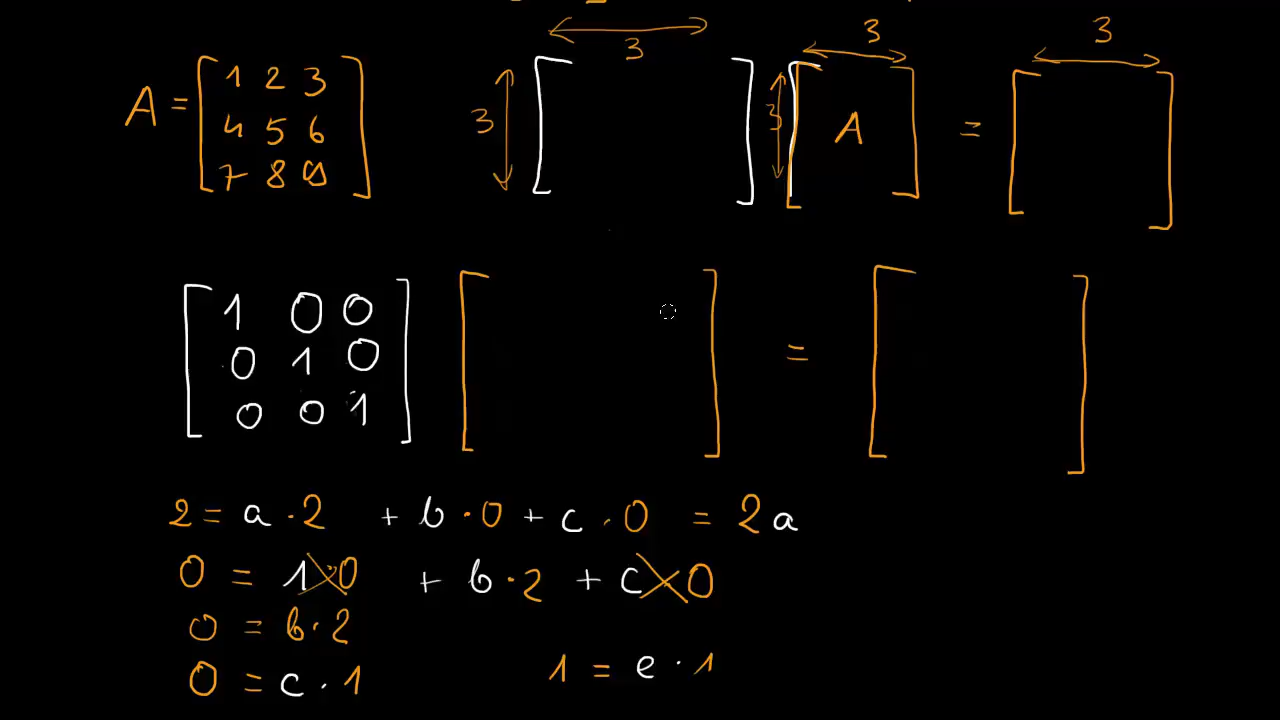 3 3 3
A = [1 2 3 3 [ ] 3 [A] = [ ]
4 5 6
7 8 9]
[1 0 0 [ ] = [ ]
0 1 0
0 0 1]
2 = a · 2 + b · 0 + c · 0 = 2a
0 = 1 · 0 + b · 2 + c · 0
0 = b · 2
0 = c · 1 1 = e · 1